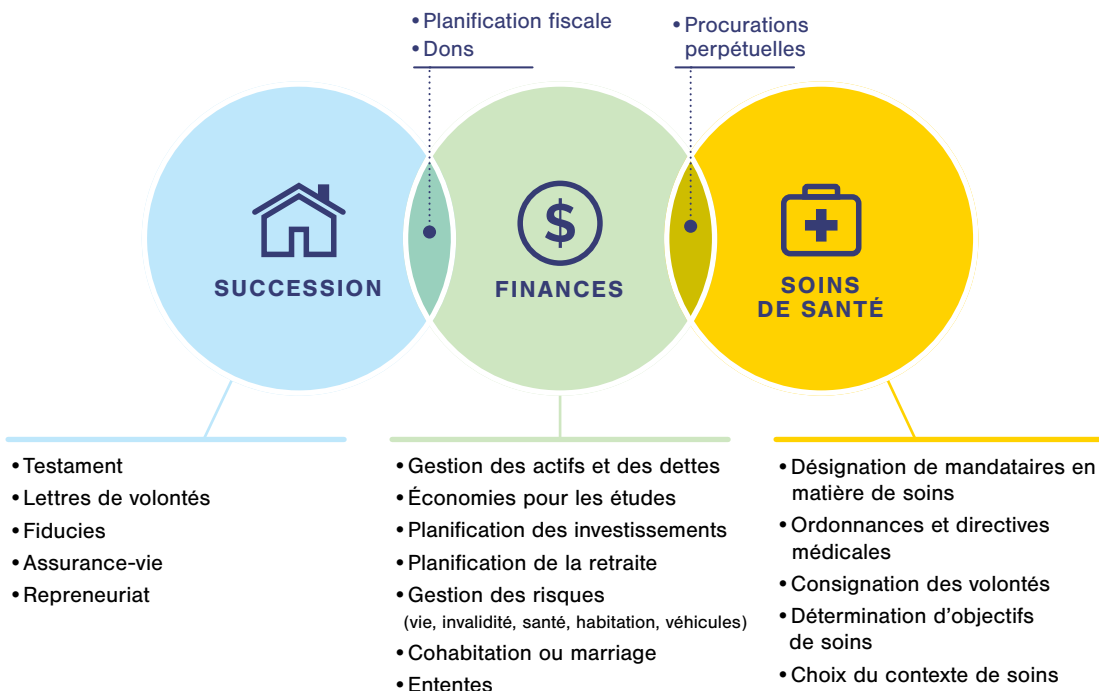 •Planification fiscale
•Dons
•Procurations
perpétuelles
SUCCESSION
$
FINANCES
SOINS
DE SANTÉ
•Testament
•Lettres de volontés
•Fiducies
•Assurance-vie
•Repreneuriat
•Gestion des actifs et des dettes
•Économies pour les études
•Planification des investissements
•Planification de la retraite
•Gestion des risques
(vie, invalidité, santé, habitation, véhicules)
•Cohabitation ou marriage
•Ententes
•Désignation de mandataires en
matière de soins
•Ordonnances et directives
médicales
•Consignation des volontés
•Détermination d’objectifs
de soins
•Choix du contexte de soins